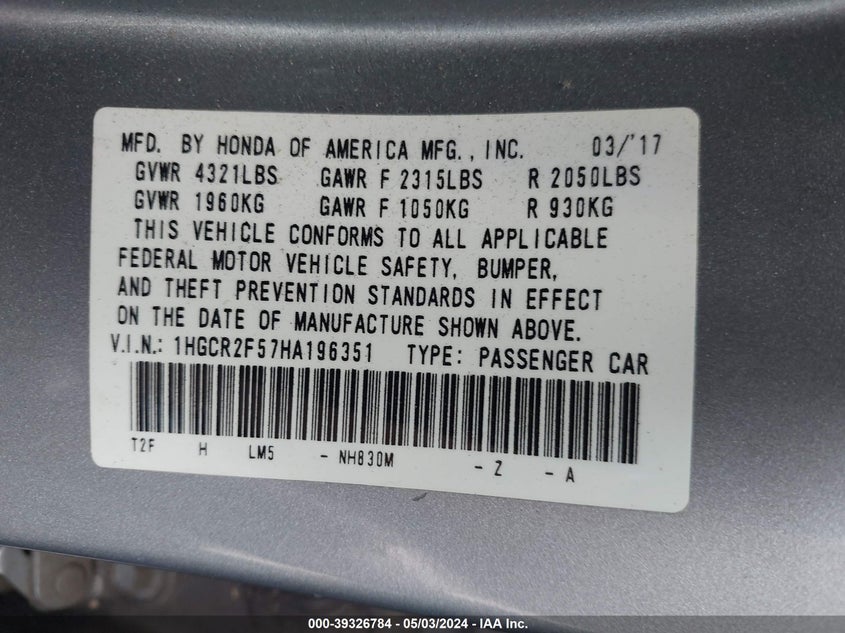 MFD. BY HONDA OF AMERICA MFG., INC. 03/'17
GVWR 4321LBS GAWR F 2315LBS R 2050LBS
GVWR 1960KG GAWR F 1050KG R 930KG
THIS VEHICLE CONFORMS TO ALL APPLICABLE
FEDERAL MOTOR VEHICLE SAFETY, BUMPER,
AND THEFT PREVENTION STANDARDS IN EFFECT
ON THE DATE OF MANUFACTURE SHOWN ABOVE.
V.I.N.: 1HGCR2F57HA196351 TYPE: PASSENGER CAR
T2F H LM5 - NH830M - Z - A
000-39326784 / 05/03/2024 / IAA Inc.